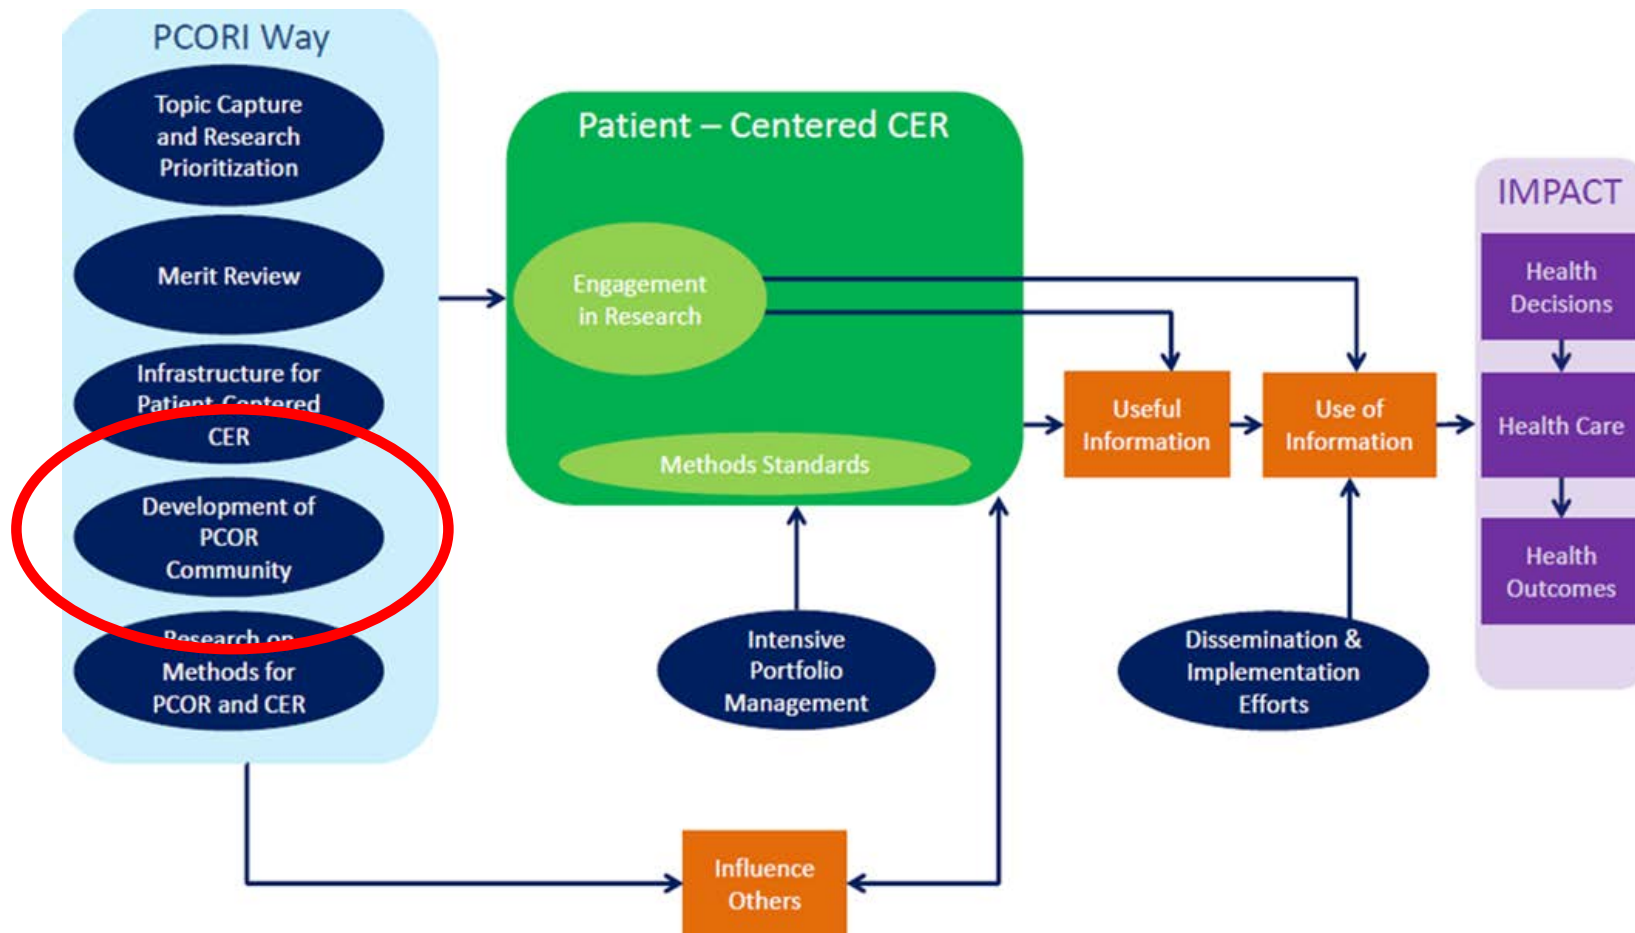 PCORI Way
Topic Capture
and Research
Prioritization
Merit Review
Infrastructure for
Patient-Centered
CER
Development of
PCOR
Community
Research on
Methods for
PCOR and CER
Patient – Centered CER
Engagement
in Research
Methods Standards
Intensive
Portfolio
Management
Influence
Others
Useful
Information
Use of
Information
Dissemination &
Implementation
Efforts
IMPACT
Health
Decisions
Health Care
Health
Outcomes